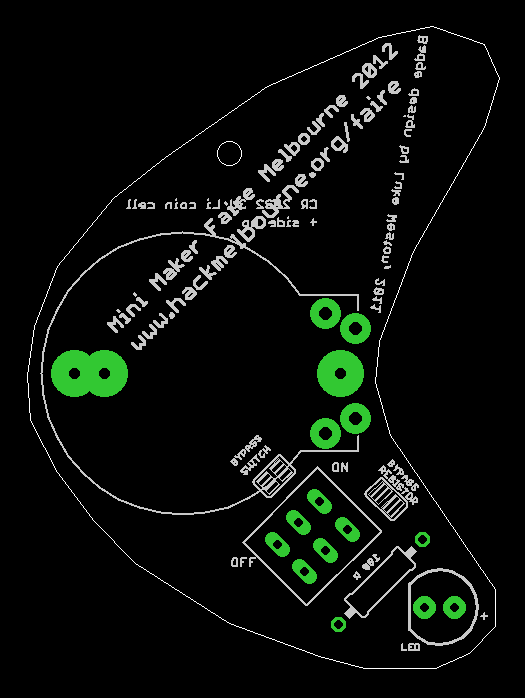 Mini Maker Faire Melbourne 2012
www.hackmelbourne.org/faire
Badge design by Luke Weston, 2011
CR 2032 3V Li coin cell
+ side up
BYPASS
SWITCH
ON
OFF
BYPASS
RESISTOR
100 R
LED
+